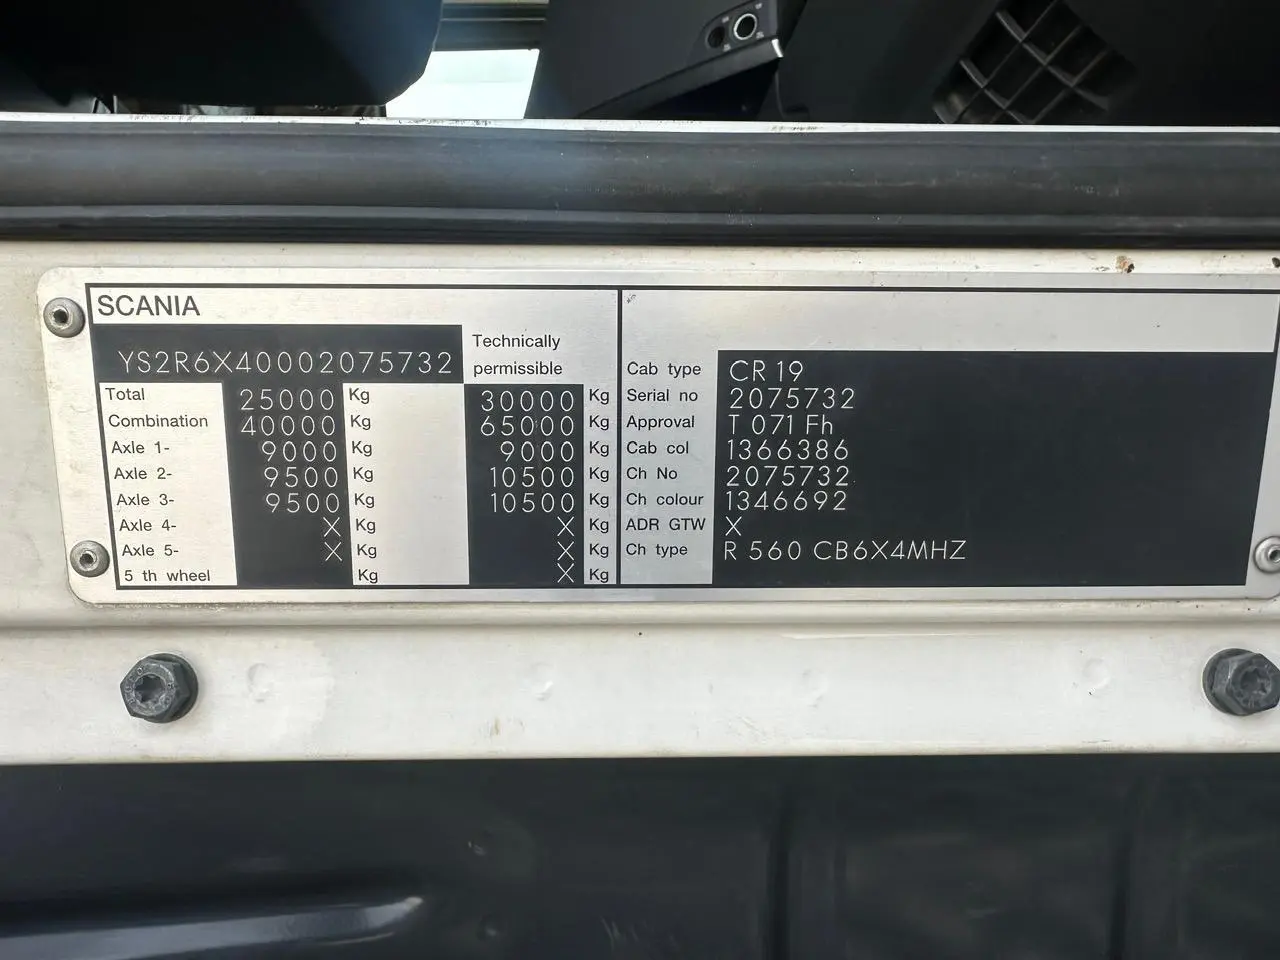 SCANIA
YS2R6X40002075732
Technically
permissible
Total 25000 Kg 30000 Kg
Combination 40000 Kg 65000 Kg
Axle 1- 9000 Kg 9000 Kg
Axle 2- 9500 Kg 10500 Kg
Axle 3- 9500 Kg 10500 Kg
Axle 4- X Kg X Kg
Axle 5- X Kg X Kg
5 th wheel Kg X Kg
Cab type CR 19
Serial no 2075732
Approval T 071 Fh
Cab col 1366386
Ch No 2075732
Ch colour 1346692
ADR GTW X
Ch type R 560 CB6X4MHZ